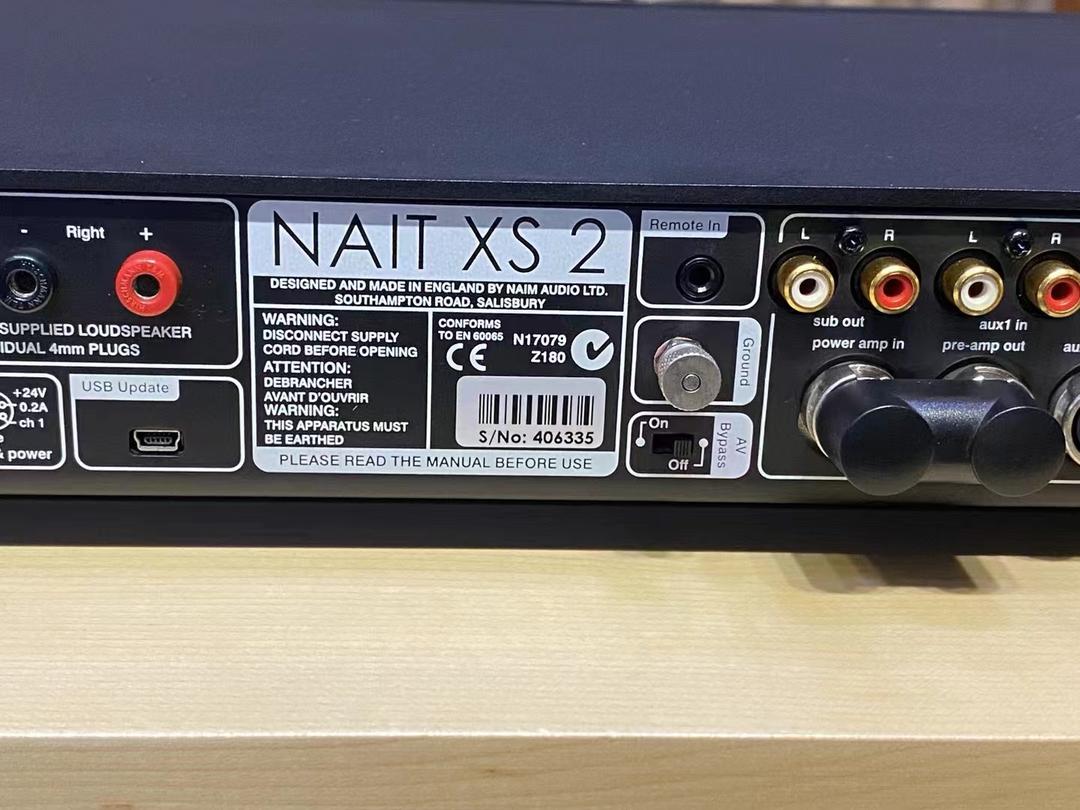 - Right +
SUPPLIED LOUDSPEAKER
IDUAL 4mm PLUGS
+24V
0.2A
ch 1
& power
USB Update
NAIT XS 2
DESIGNED AND MADE IN ENGLAND BY NAIM AUDIO LTD.
SOUTHAMPTON ROAD, SALISBURY
WARNING:
DISCONNECT SUPPLY
CORD BEFORE OPENING
ATTENTION:
DEBRANCHER
AVANT D'OUVRIR
WARNING:
THIS APPARATUS MUST
BE EARTHED
CONFORMS
TO EN 60065
CE
N17079
Z180
S/No: 406335
PLEASE READ THE MANUAL BEFORE USE
Remote In
Ground
On
Off
AV
Bypass
L R L R
sub out aux1 in
power amp in pre-amp out